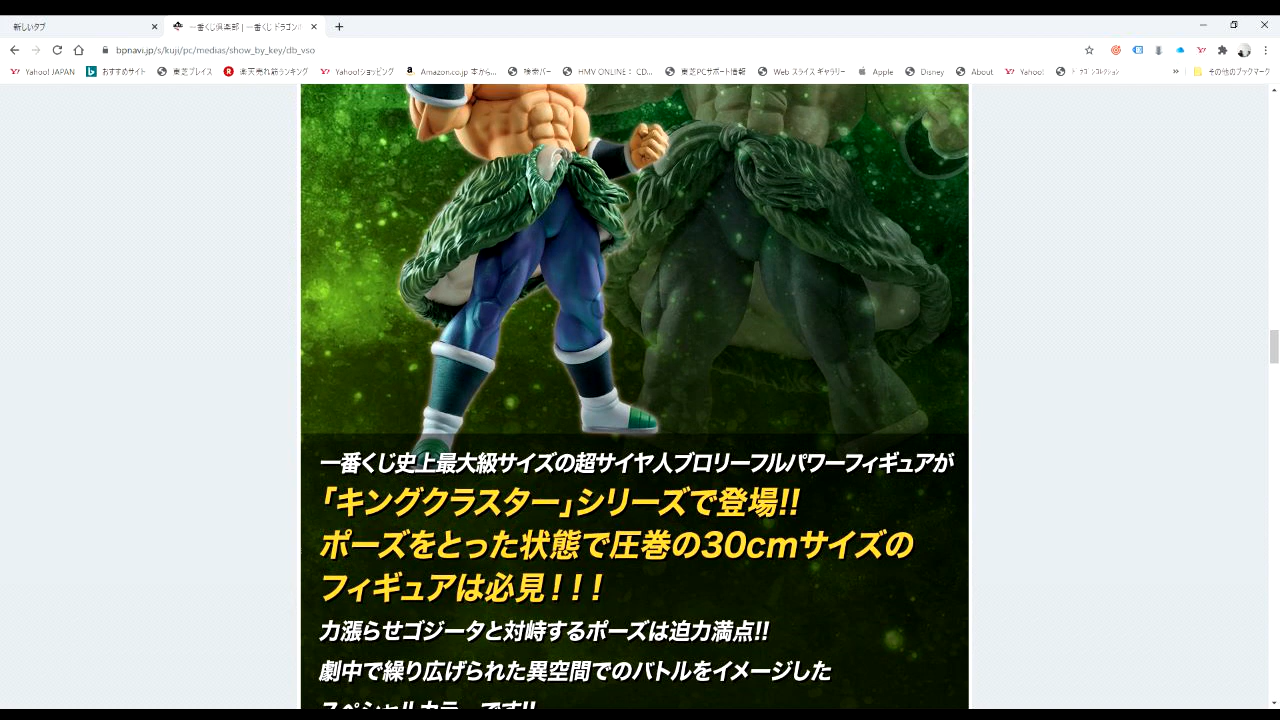 新しいタブ
一番くじ倶楽部 | 一番くじ ドラゴンボ
bpnavi.jp/s/kuji/pc/medias/show_by_key/db_vso
Yahoo! JAPAN おすすめサイト 東芝プレイス 楽天売れ筋ランキング Yahoo!ショッピング Amazon.co.jp 本から... 検索バー HMV ONLINE： CD... 東芝PCサポート情報 Web スライス ギャラリー Apple Disney About Yahoo! その他のブックマーク
一番くじ史上最大級サイズの超サイヤ人ブロリーフルパワーフィギュアが
「キングクラスター」シリーズで登場!!
ポーズをとった状態で圧巻の30cmサイズの
フィギュアは必見！！！
力漲らせゴジータと対峙するポーズは迫力満点!!
劇中で繰り広げられた異空間でのバトルをイメージした
スペシャルカラーです!!